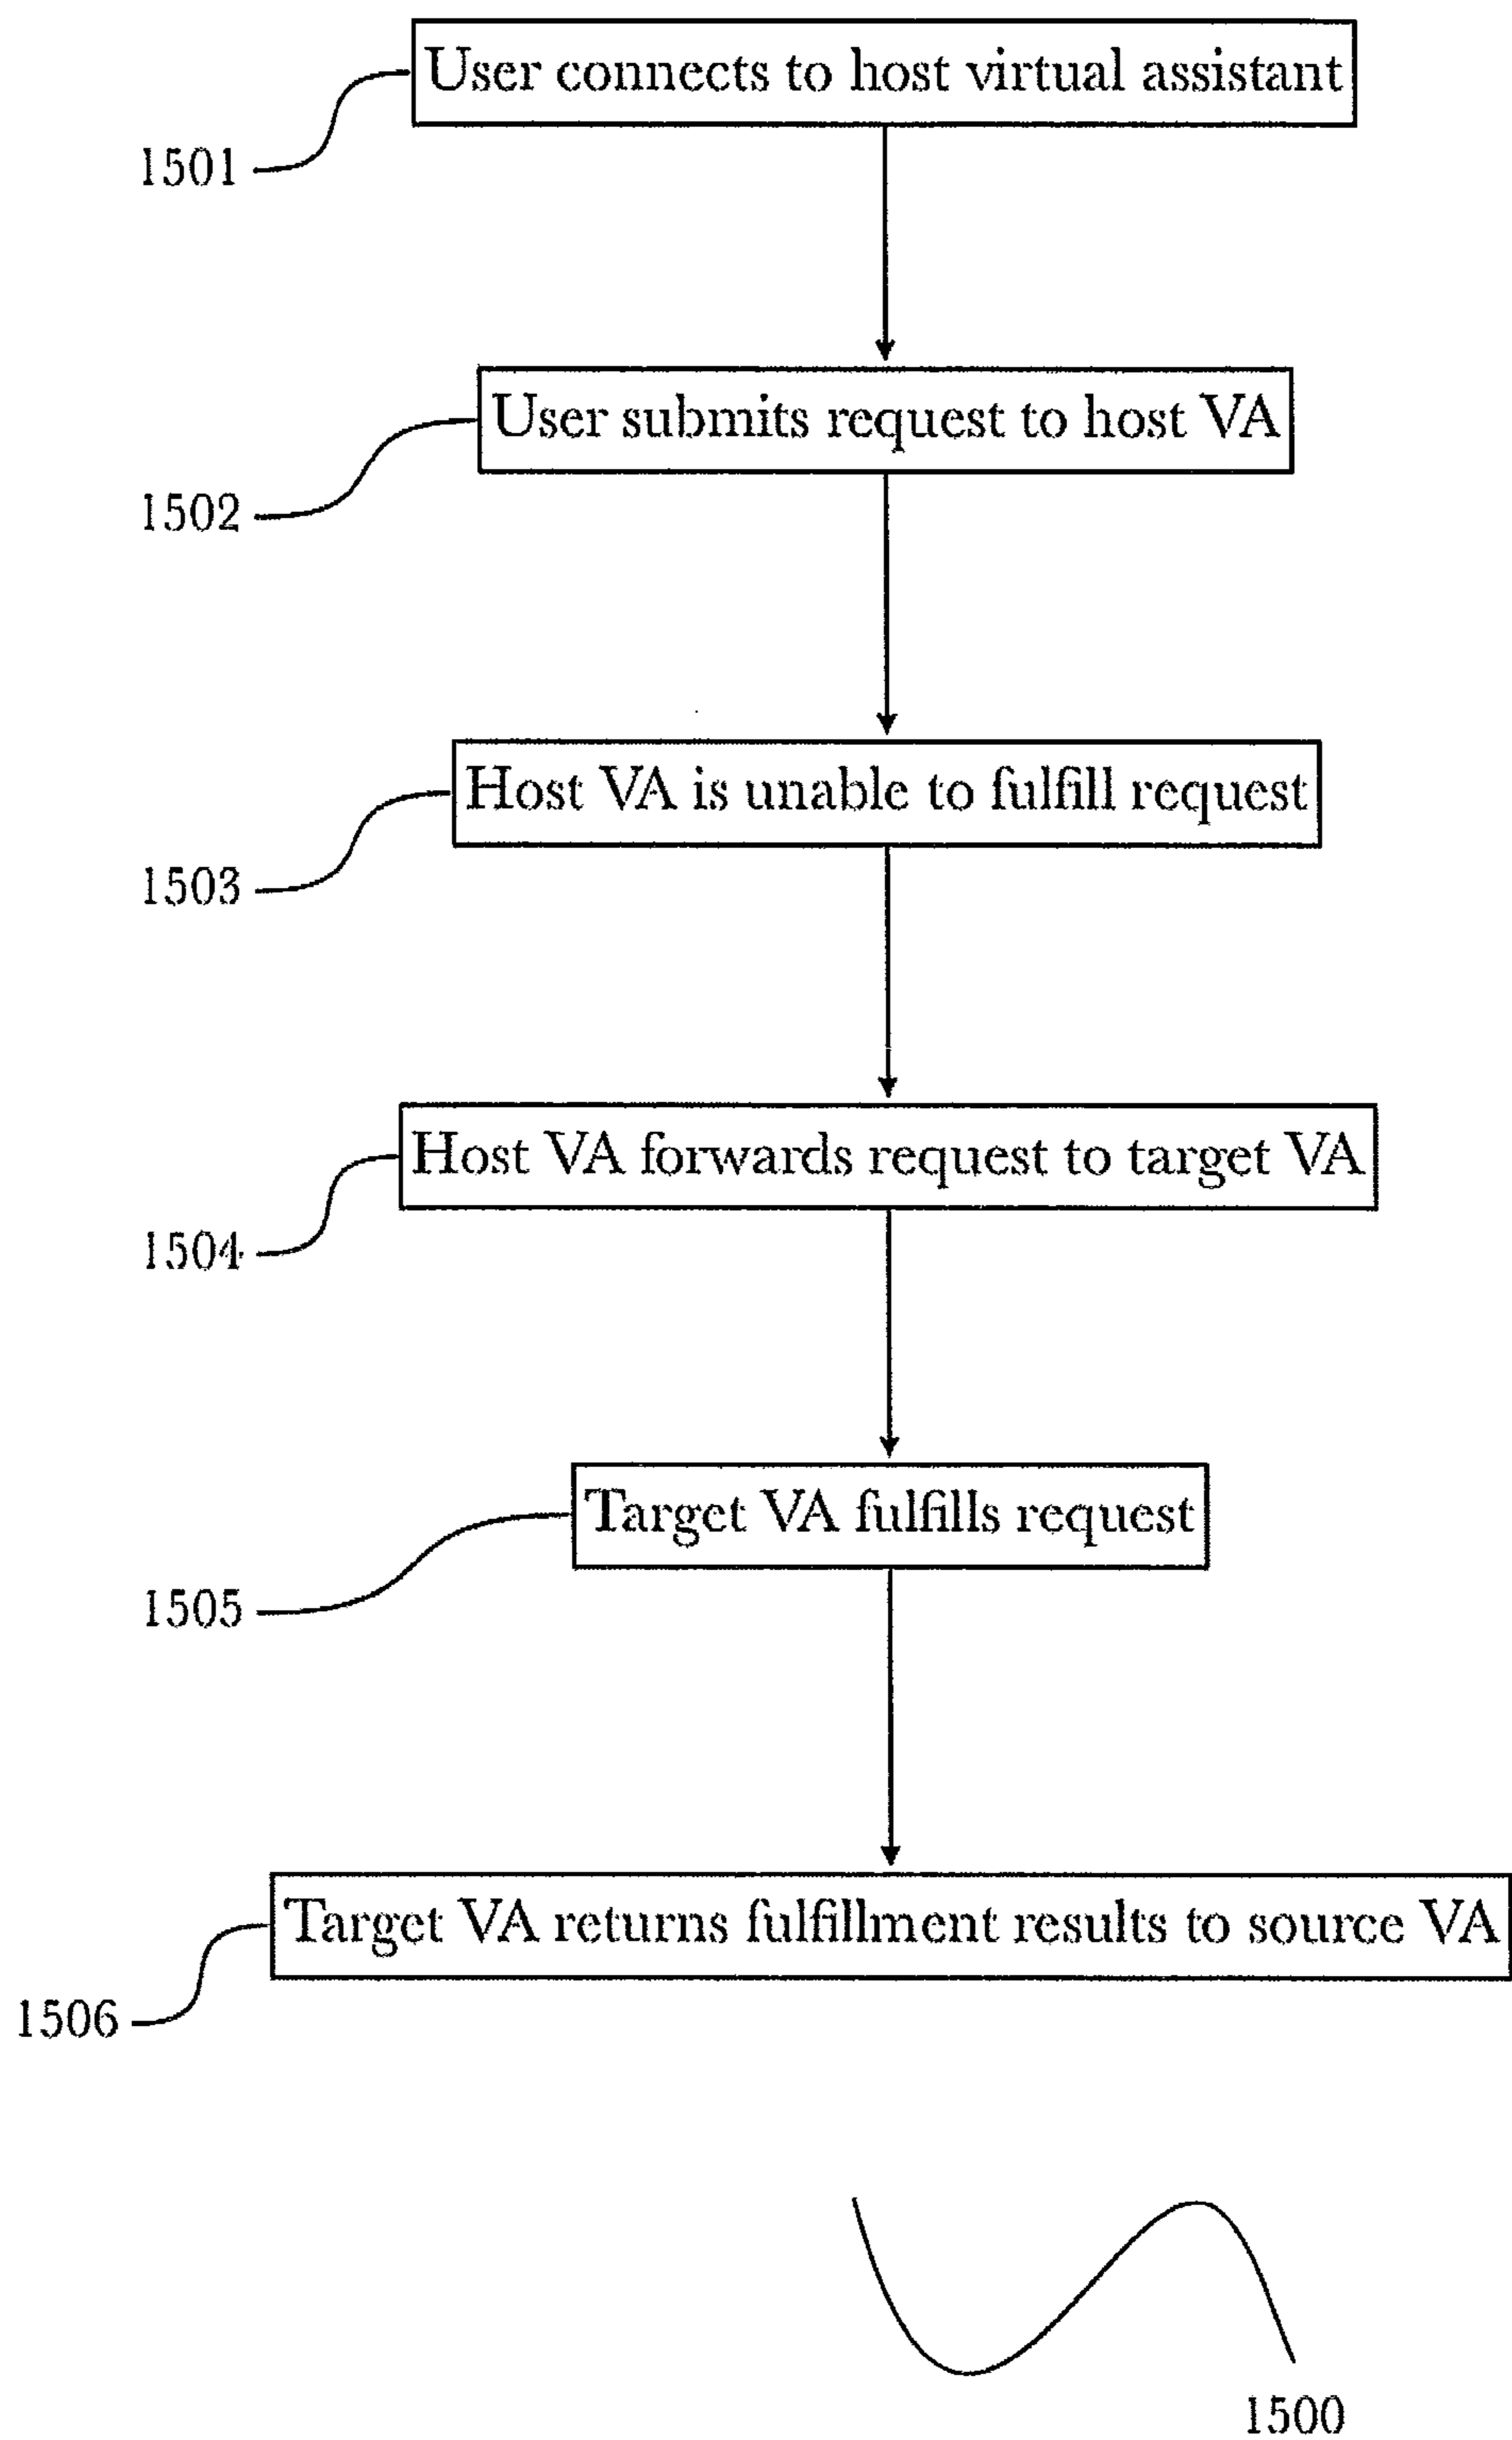 User connects to host virtual assistant
1501
User submits request to host VA
1502
Host VA is unable to fulfill request
1503
Host VA forwards request to target VA
1504
Target VA fulfills request
1505
Target VA returns fulfillment results to source VA
1506
1500